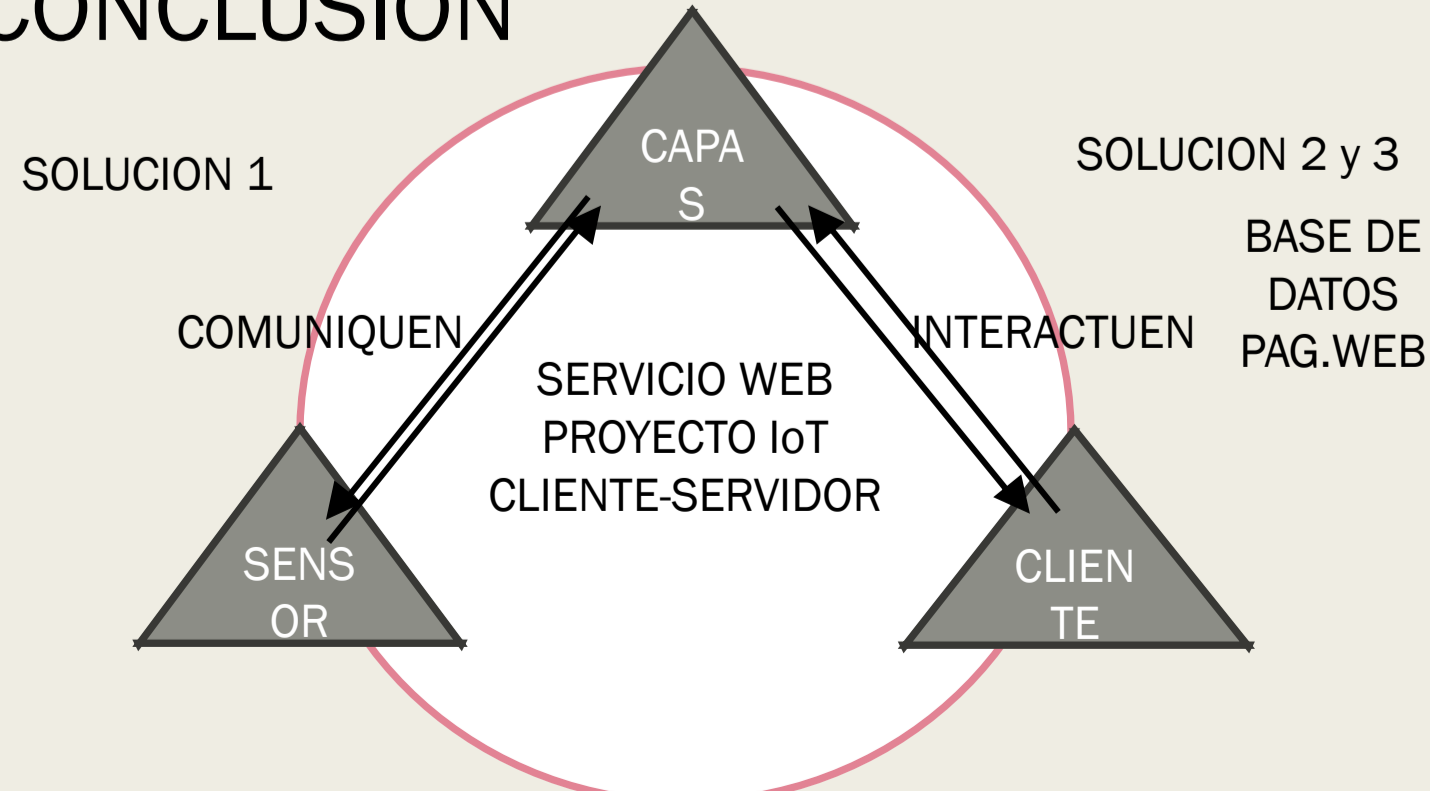 CONCLUSION
CAPA
S
SOLUCION 1
SOLUCION 2 y 3
BASE DE
DATOS
PAG.WEB
COMUNIQUEN
INTERACTUEN
SERVICIO WEB
PROYECTO IoT
CLIENTE-SERVIDOR
SENS
OR
CLIEN
TE